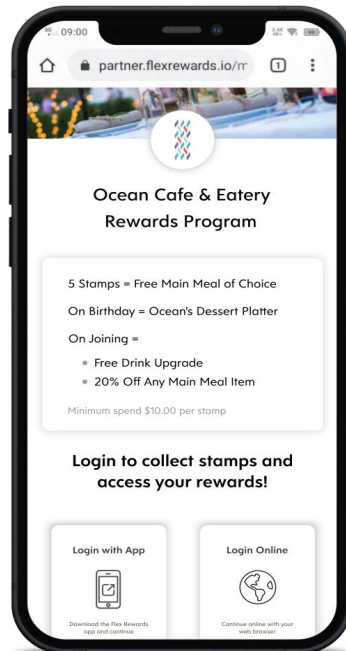 09:00
partner.flexrewards.io/m
1
Ocean Cafe & Eatery
Rewards Program
5 Stamps = Free Main Meal of Choice
On Birthday = Ocean's Dessert Platter
On Joining =
Free Drink Upgrade
20% Off Any Main Meal Item
Minimum spend $10.00 per stamp
Login to collect stamps and
access your rewards!
Login with App
Download the Flex Rewards
app and continue
Login Online
Continue online with your
web browser